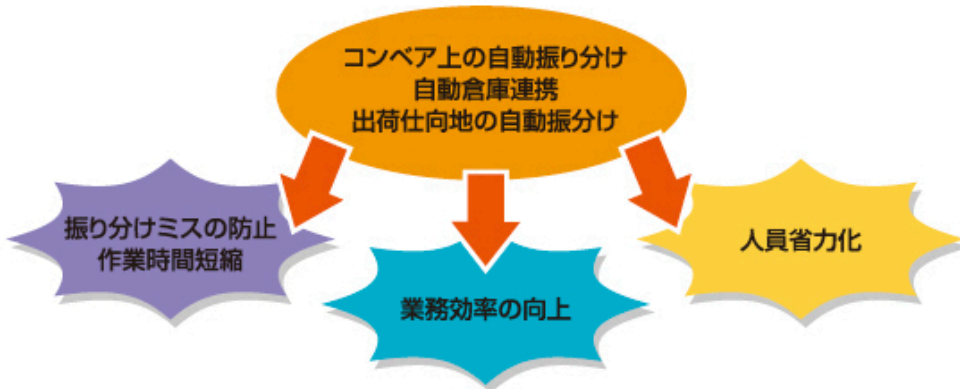 コンベア上の自動振り分け
自動倉庫連携
出荷仕向地の自動振分け
振り分けミスの防止
作業時間短縮
業務効率の向上
人員省力化